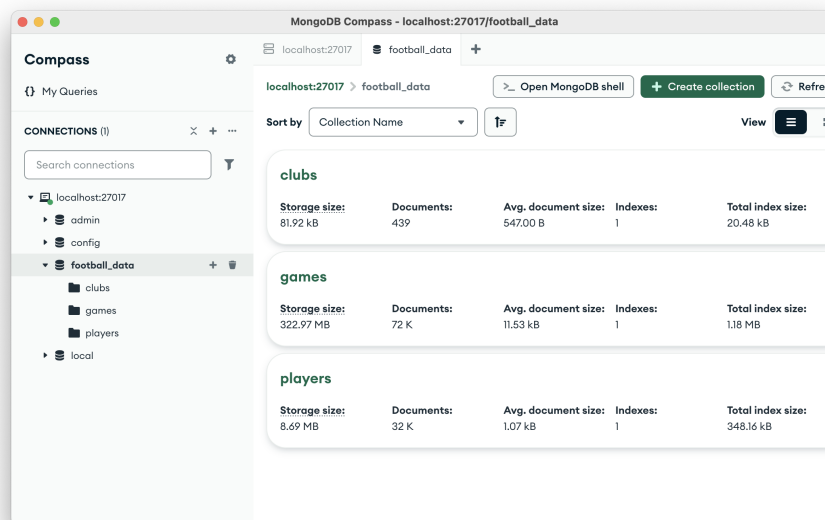 MongoDB Compass - localhost:27017/football_data
Compass
localhost:27017
football_data
{} My Queries
localhost:27017 > football_data
>_ Open MongoDB shell
+ Create collection
Refre
CONNECTIONS (1)
Sort by
Collection Name
View
Search connections
localhost:27017
admin
config
football_data
clubs
games
players
local
clubs
Storage size: Documents: Avg. document size: Indexes: Total index size:
81.92 kB 439 547.00 B 1 20.48 kB
games
Storage size: Documents: Avg. document size: Indexes: Total index size:
322.97 MB 72 K 11.53 kB 1 1.18 MB
players
Storage size: Documents: Avg. document size: Indexes: Total index size:
8.69 MB 32 K 1.07 kB 1 348.16 kB